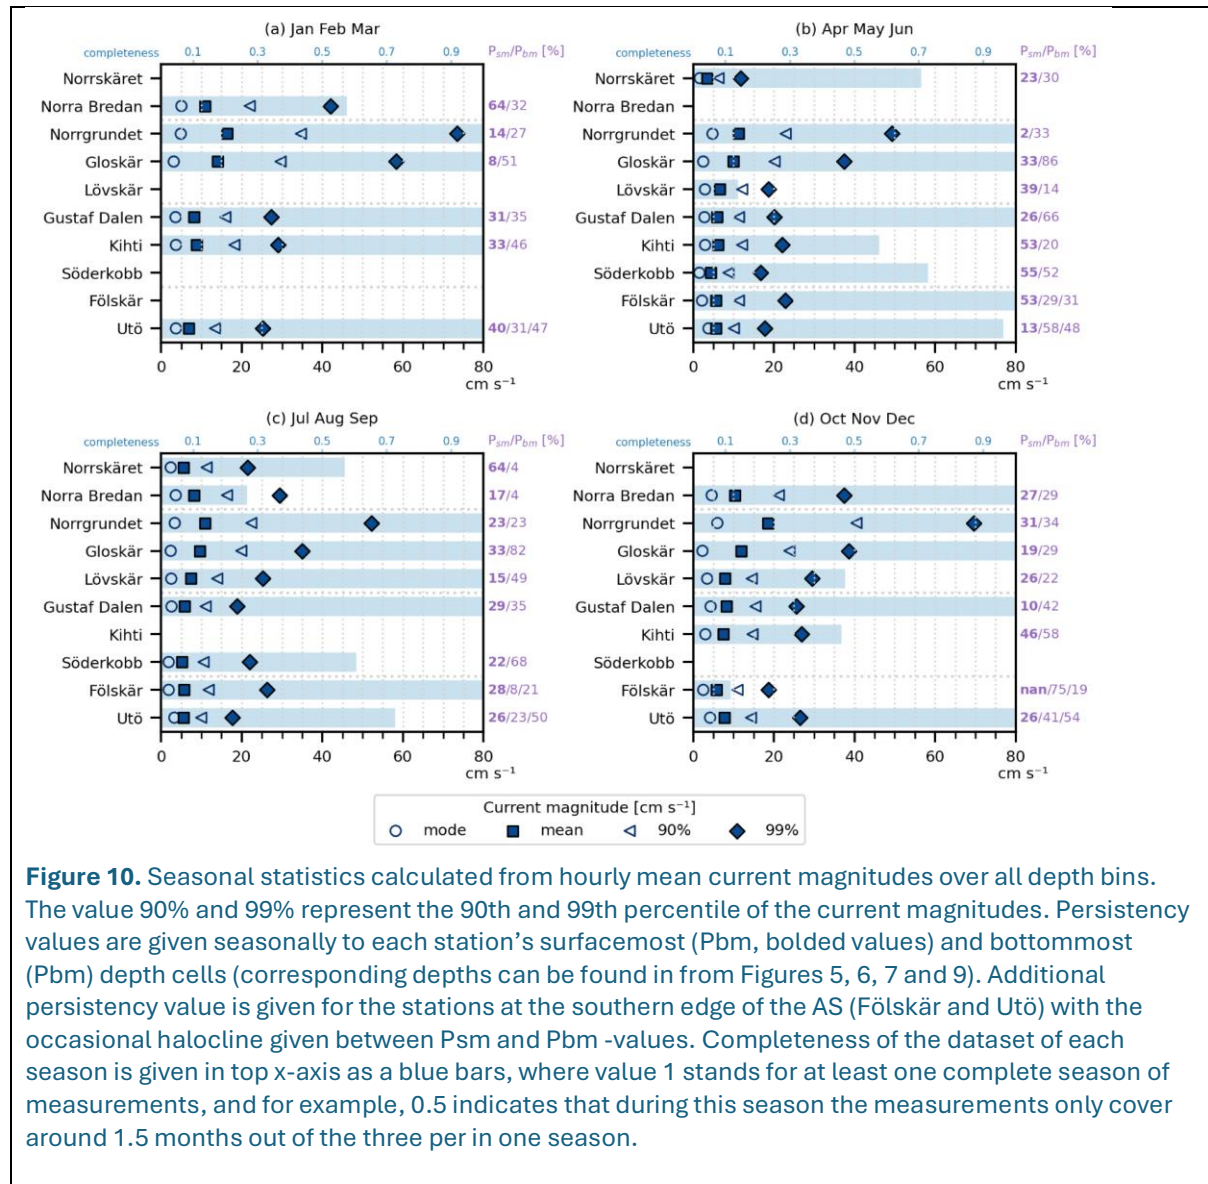 (a) Jan Feb Mar
completeness 0.1 0.3 0.5 0.7 0.9 Psm/Pbm [%]
Norrskäret
Norra Bredan 64/32
Norrgrundet 14/27
Gloskär 8/51
Lövskär
Gustaf Dalen 31/35
Kihti 33/46
Söderkobb
Fölskär
Utö 40/31/47
0 20 40 60 80
cm s⁻¹
(b) Apr May Jun
completeness 0.1 0.3 0.5 0.7 0.9 Psm/Pbm [%]
Norrskäret 23/30
Norra Bredan
Norrgrundet 2/33
Gloskär 33/86
Lövskär 39/14
Gustaf Dalen 26/66
Kihti 53/20
Söderkobb 55/52
Fölskär 53/29/31
Utö 13/58/48
0 20 40 60 80
cm s⁻¹
(c) Jul Aug Sep
completeness 0.1 0.3 0.5 0.7 0.9 Psm/Pbm [%]
Norrskäret 64/4
Norra Bredan 17/4
Norrgrundet 23/23
Gloskär 33/82
Lövskär 15/49
Gustaf Dalen 29/35
Kihti
Söderkobb 22/68
Fölskär 28/8/21
Utö 26/23/50
0 20 40 60 80
cm s⁻¹
(d) Oct Nov Dec
completeness 0.1 0.3 0.5 0.7 0.9 Psm/Pbm [%]
Norrskäret
Norra Bredan 27/29
Norrgrundet 31/34
Gloskär 19/29
Lövskär 26/22
Gustaf Dalen 10/42
Kihti 46/58
Söderkobb
Fölskär nan/75/19
Utö 26/41/54
0 20 40 60 80
cm s⁻¹
Current magnitude [cm s⁻¹]
mode mean 90% 99%
Figure 10. Seasonal statistics calculated from hourly mean current magnitudes over all depth bins.
The value 90% and 99% represent the 90th and 99th percentile of the current magnitudes. Persistency
values are given seasonally to each station's surfacemost (Pbm, bolded values) and bottommost
(Pbm) depth cells (corresponding depths can be found in from Figures 5, 6, 7 and 9). Additional
persistency value is given for the stations at the southern edge of the AS (Fölskär and Utö) with the
occasional halocline given between Psm and Pbm -values. Completeness of the dataset of each
season is given in top x-axis as a blue bars, where value 1 stands for at least one complete season of
measurements, and for example, 0.5 indicates that during this season the measurements only cover
around 1.5 months out of the three per in one season.